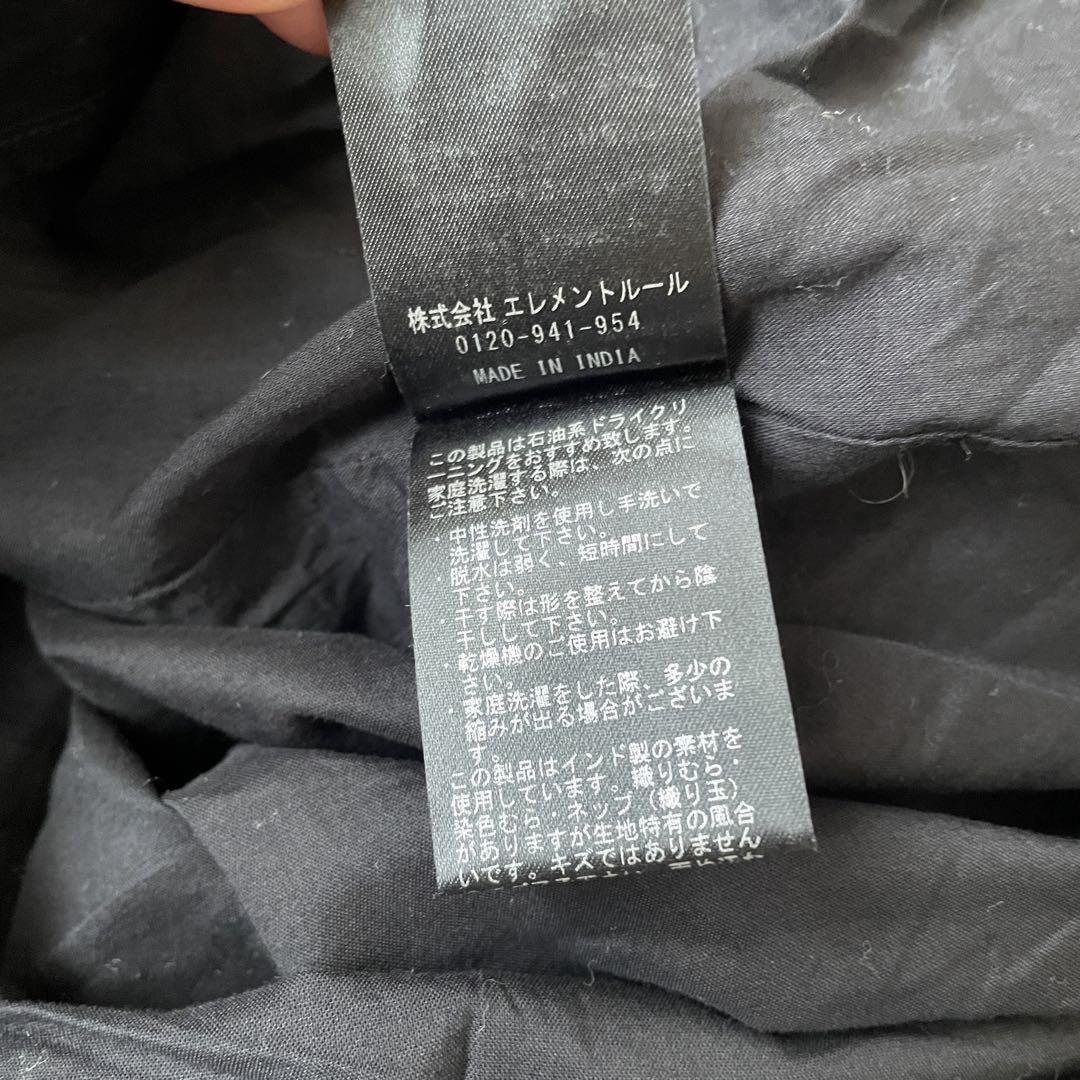 株式会社 エレメントルール
0120-941-954
MADE IN INDIA
この製品は石油系ドライクリ
ーニングをおすすめ致します。
家庭洗濯する際は、次の点に
ご注意下さい。
・中性洗剤を使用し手洗いで
洗濯して下さい。
・脱水は弱く、短時間にして
下さい。
・干す際は形を整えてから陰
干しして下さい。
・乾燥機のご使用はお避け下
さい。
・家庭洗濯をした際、多少の
縮みが出る場合がございま
す。
この製品はインド製の素材を
使用しています。織りむら・
染色むら・ネップ（織り玉）
がありますが生地特有の風合
いです。キズではありません